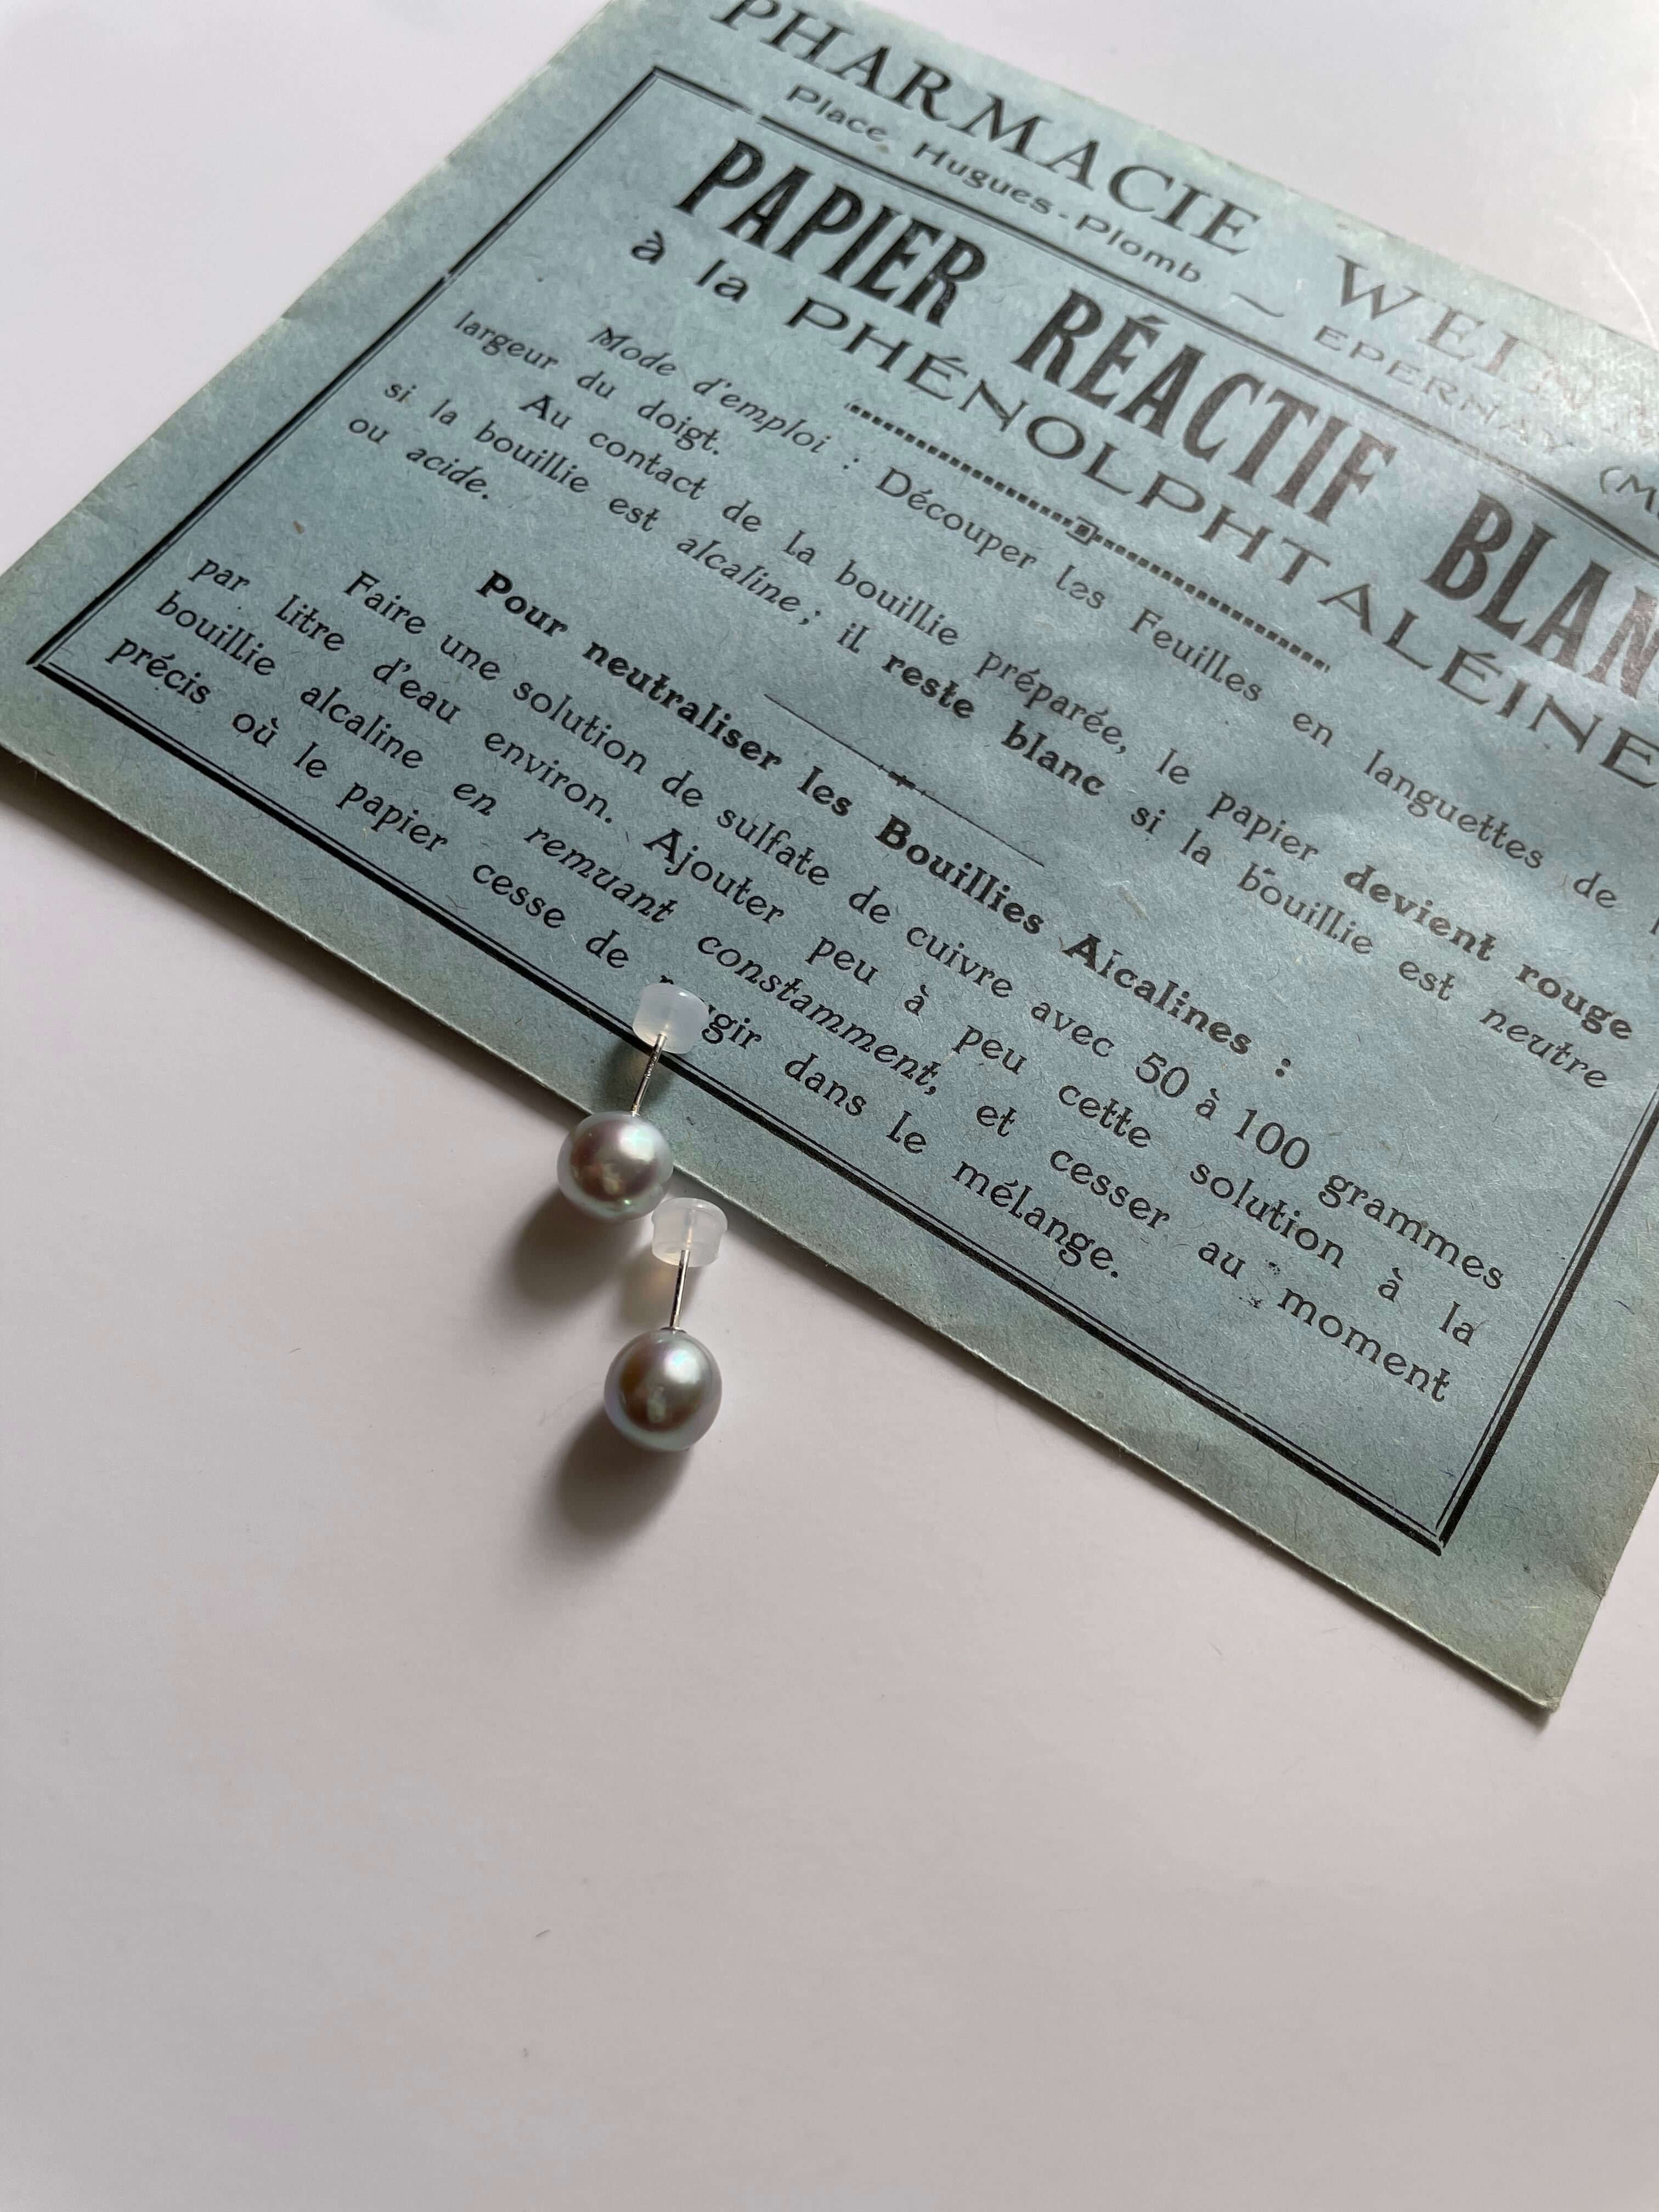 PHARMACIE
Place Hugues-Plomb — EPERNAY
PAPIER RÉACTIF
à la PHÉNOLPHTALÉINE
Mode d'emploi : Découper les Feuilles en languettes de
largeur du doigt.
Au contact de la bouillie préparée, le papier devient rouge
si la bouillie est alcaline; il reste blanc si la bouillie est neutre
ou acide.
Pour neutraliser les Bouillies Alcalines :
Faire une solution de sulfate de cuivre avec 50 à 100 grammes
par litre d'eau environ. Ajouter peu à peu cette solution à la
bouillie alcaline en remuant constamment, et cesser au moment
précis où le papier cesse de rougir dans le mélange.